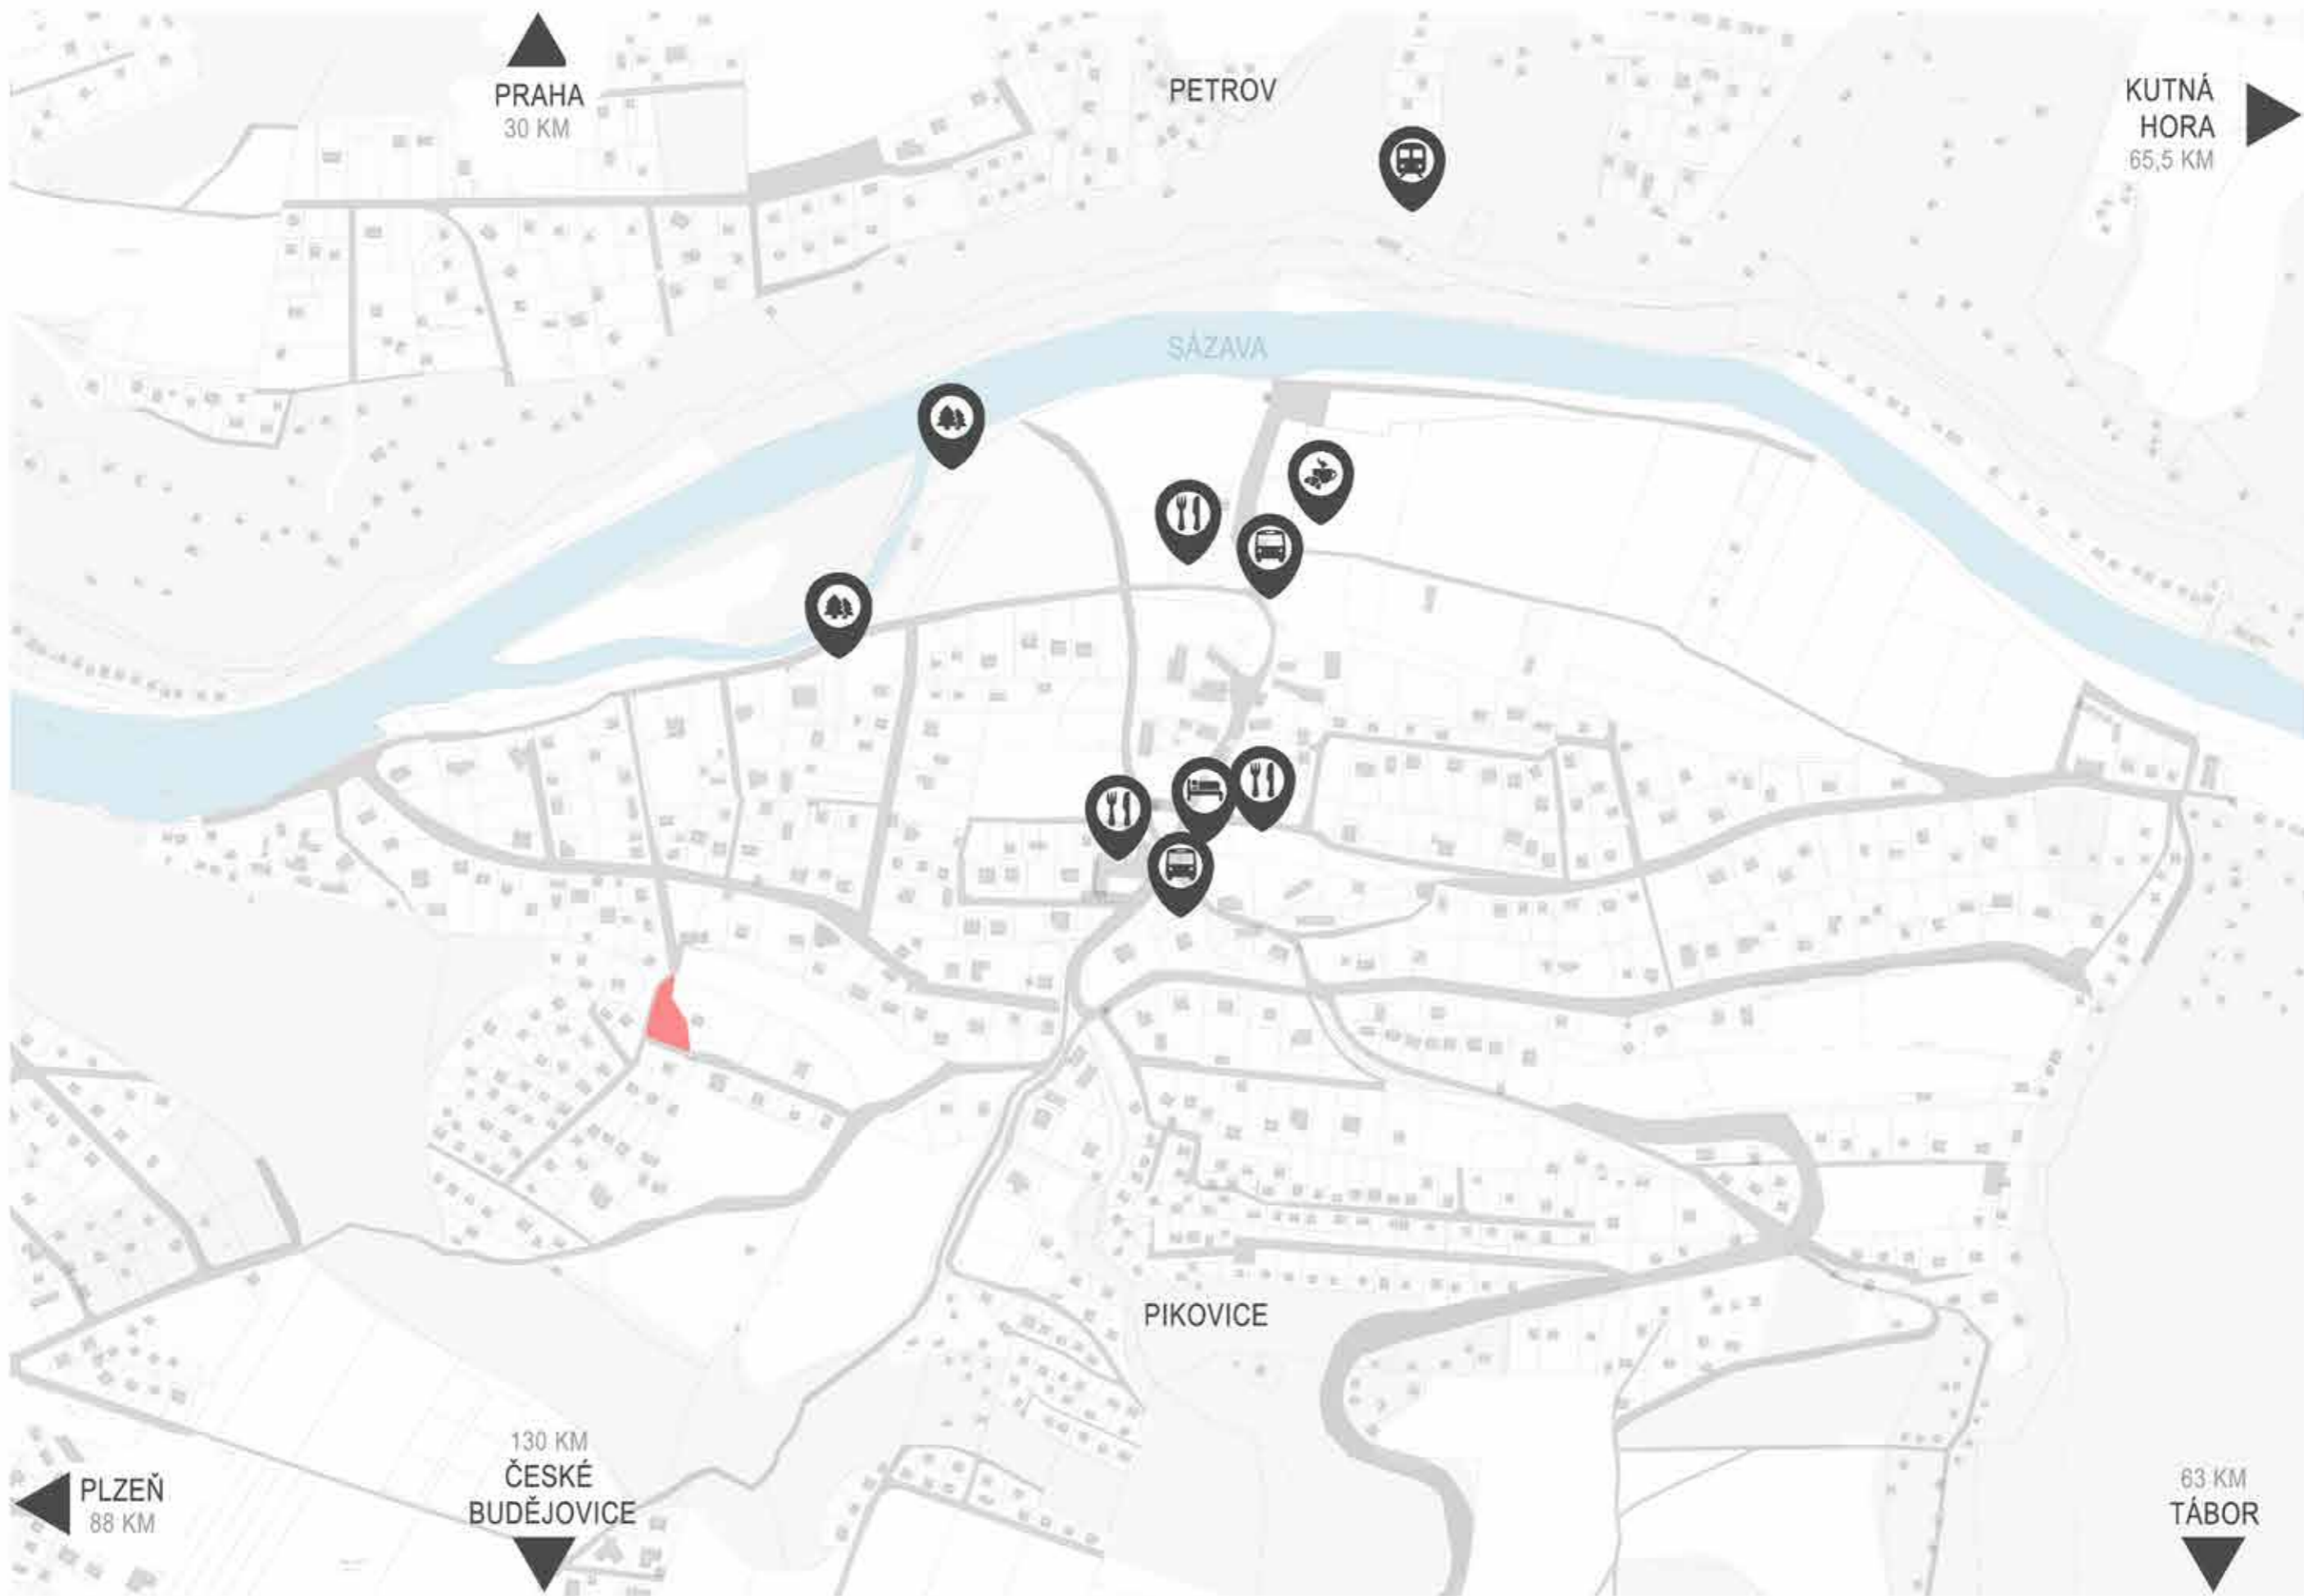 PRAHA
30 KM
PETROV
KUTNÁ
HORA
65,5 KM
SÁZAVA
PIKOVICE
PLZEŇ
88 KM
130 KM
ČESKÉ
BUDĚJOVICE
63 KM
TÁBOR